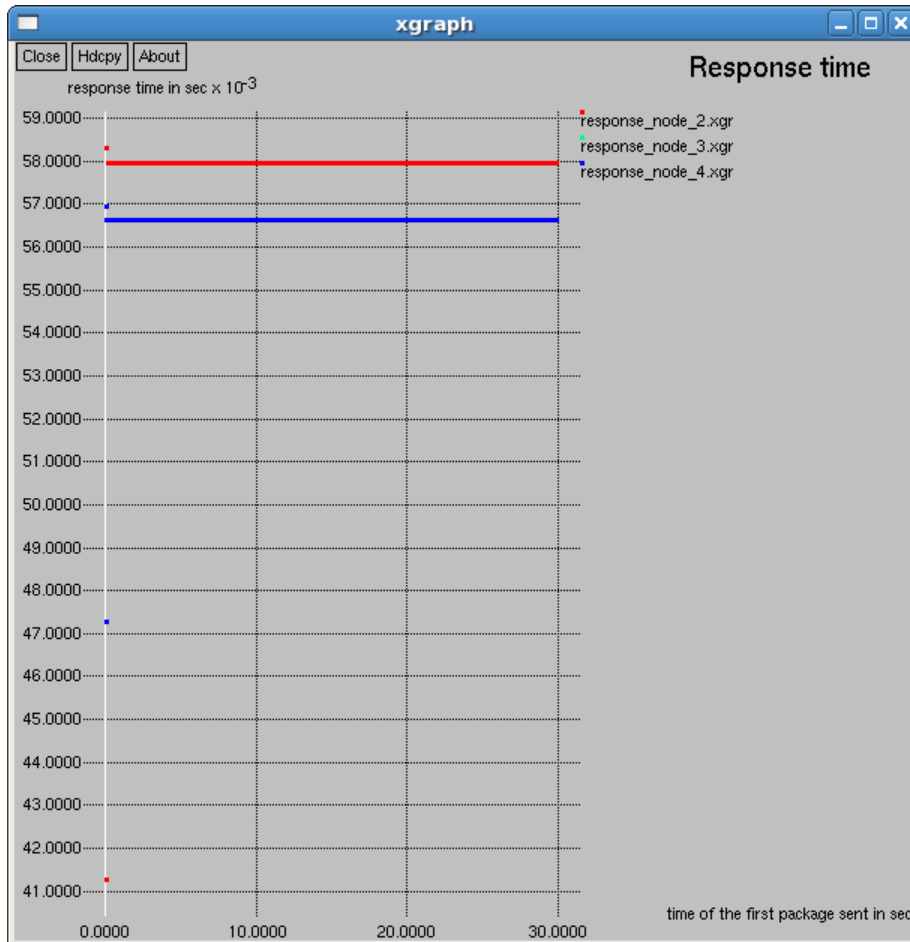 xgraph
Close Hdcpy About
Response time
response time in sec x 10-3
59.0000
response_node_2.xgr
response_node_3.xgr
58.0000
response_node_4.xgr
57.0000
56.0000
55.0000
54.0000
53.0000
52.0000
51.0000
50.0000
49.0000
48.0000
47.0000
46.0000
45.0000
44.0000
43.0000
42.0000
41.0000
time of the first package sent in sec
0.0000 10.0000 20.0000 30.0000